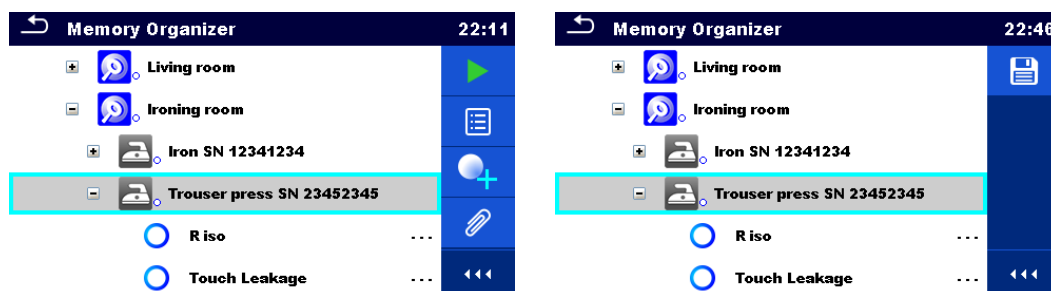 Memory Organizer 22:11
Living room
Ironing room
Iron SN 12341234
Trouser press SN 23452345
R iso ...
Touch Leakage ...
Memory Organizer 22:46
Living room
Ironing room
Iron SN 12341234
Trouser press SN 23452345
R iso ...
Touch Leakage ...